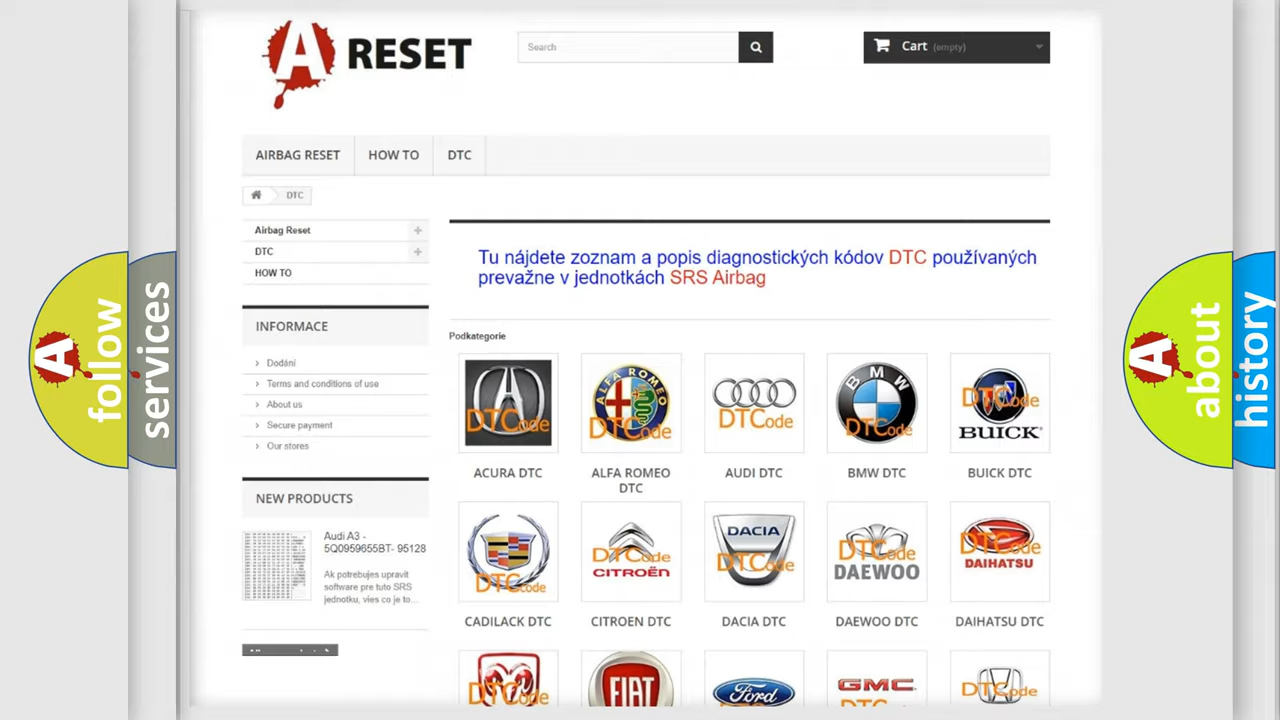 A RESET
Search
Cart (empty)
AIRBAG RESET
HOW TO
DTC
DTC
Airbag Reset
DTC
HOW TO
Tu nájdete zoznam a popis diagnostických kódov DTC používaných
prevažne v jednotkách SRS Airbag
INFORMACE
Dodání
Terms and conditions of use
About us
Secure payment
Our stores
NEW PRODUCTS
Audi A3 -
5Q0959655BT- 95128
Ak potrebujes upravit
software pre tuto SRS
jednotku, vies co je to...
Podkategorie
DTCode
ALFA ROMEO
DTCode
DTCode
BMW
DTCode
DTCode
BUICK
ACURA DTC
ALFA ROMEO
DTC
AUDI DTC
BMW DTC
BUICK DTC
DTCode
DTCode
CITROËN
DACIA
DTCode
DTCode
DAEWOO
DTCode
DAIHATSU
CADILACK DTC
CITROEN DTC
DACIA DTC
DAEWOO DTC
DAIHATSU DTC
DTCode
FIAT
Ford
GMC
DTCode
A follow
services
A about
history